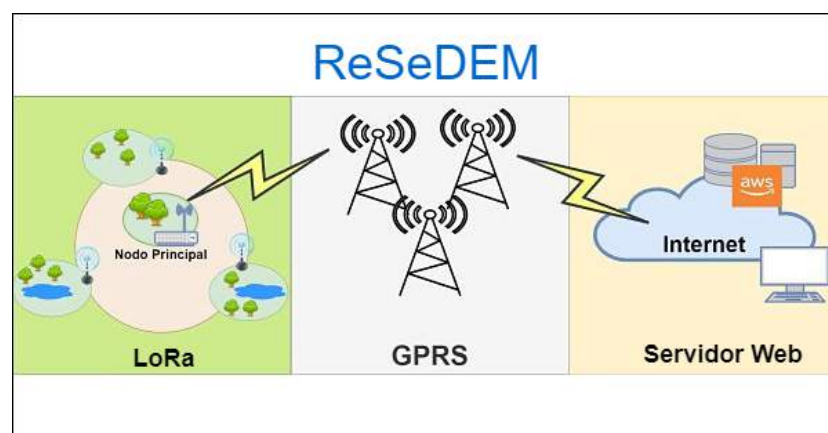 ReSeDEM
Nodo Principal
LoRa
GPRS
aws
Internet
Servidor Web